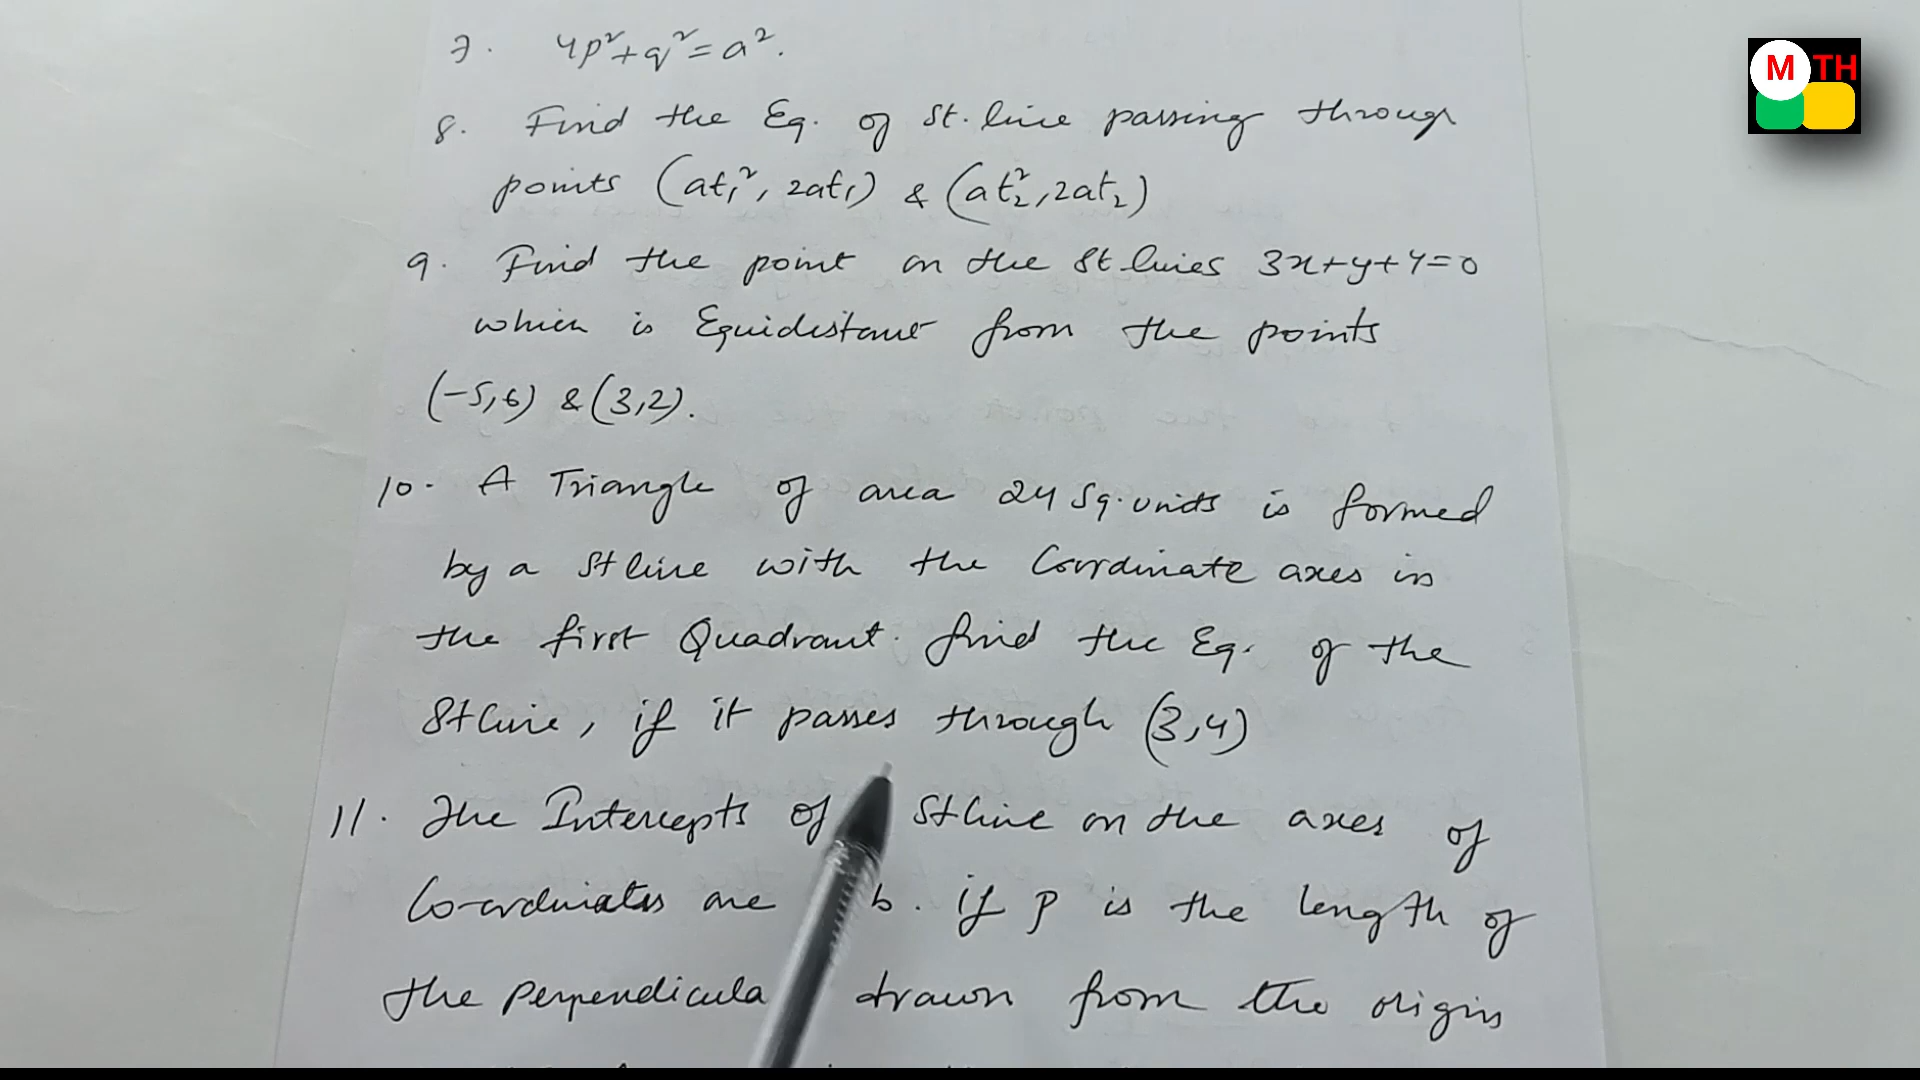 M TH
7. 4p²+q²=a².
8. Find the Eq. of St. line passing through
points (at₁², 2at₁) & (at₂², 2at₂)
9. Find the point on the St. lines 3x+y+4=0
which is Equidistant from the points
(-5,6) & (3,2).
10. A Triangle of area 24 Sq. units is formed
by a St line with the Coordinate axes in
the first Quadrant. find the Eq. of the
St line, if it passes through (3,4)
11. The Intercepts of St line on the axes of
Co-ordinates are b. if p is the length of
the perpendicula drawn from the origin